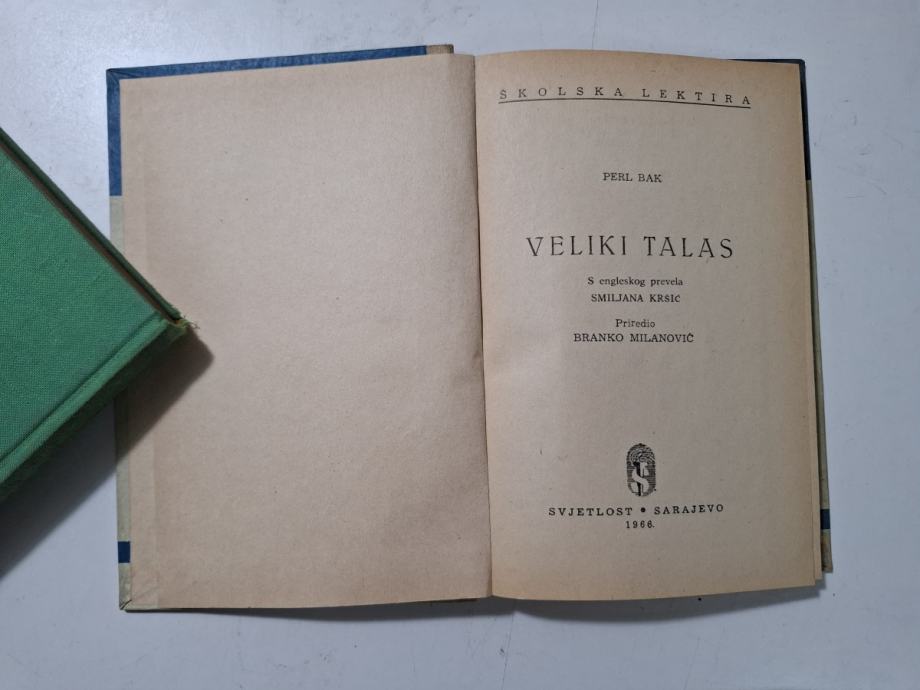 ŠKOLSKA LEKTIRA
PERL BAK
VELIKI TALAS
S engleskog prevela
SMILJANA KRŠIĆ
Priredio
BRANKO MILANOVIĆ
S
SVJETLOST • SARAJEVO
1966.